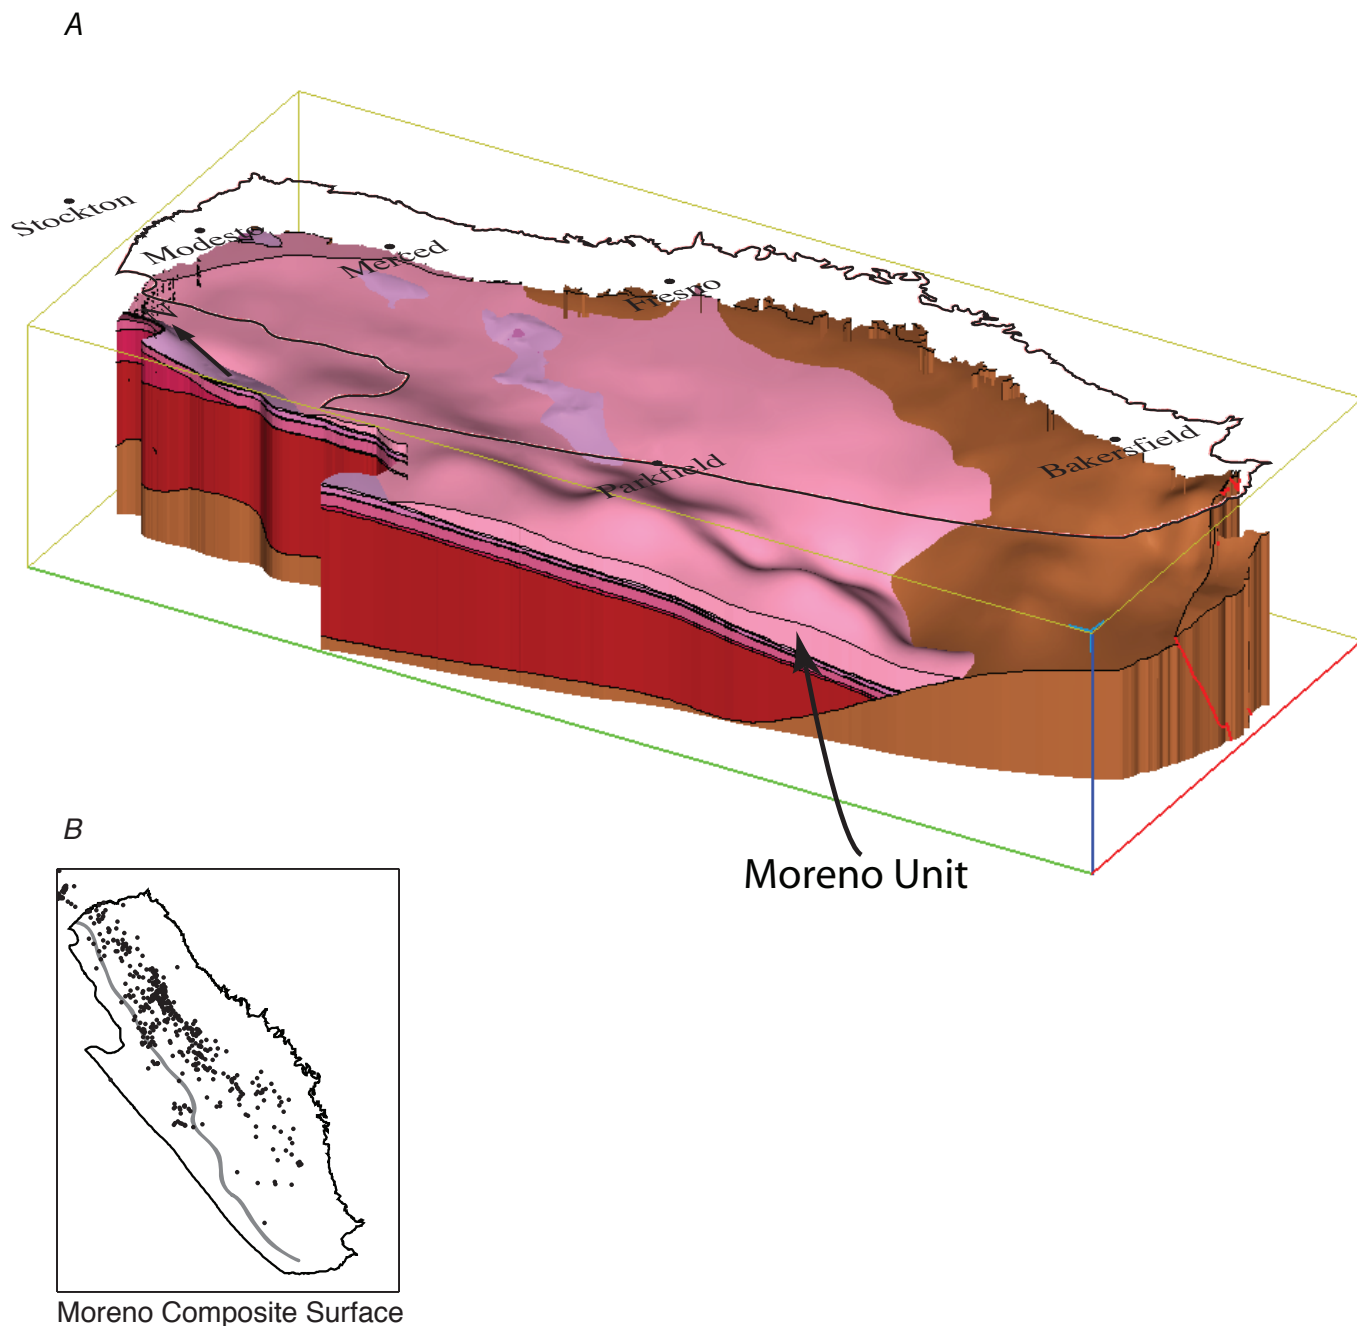 A
Stockton
Modesto
Merced
Fresno
N
Parkfield
Bakersfield
Moreno Unit
B
Moreno Composite Surface